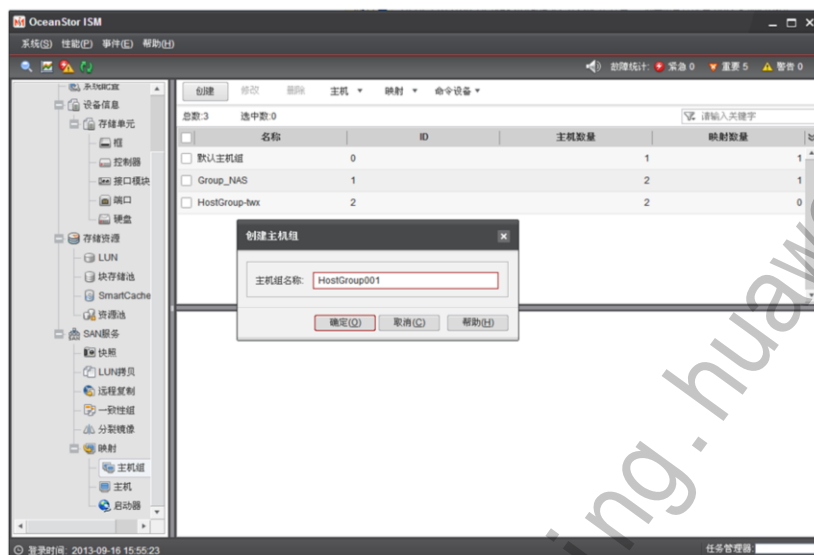 OceanStor ISM
系统(S) 性能(P) 事件(E) 帮助(H)
故障统计: 紧急 0 重要 5 警告 0
系统配置
设备信息
存储单元
框
控制器
接口模块
端口
硬盘
存储资源
LUN
块存储池
SmartCache
资源池
SAN服务
快照
LUN拷贝
远程复制
一致性组
分裂镜像
映射
主机组
主机
启动器
创建 修改 删除 主机 映射 命令设备
总数:3 选中数:0 请输入关键字
名称 ID 主机数量 映射数量
默认主机组 0 1 1
Group_NAS 1 2 1
HostGroup-twx 2 2 0
创建主机组
主机组名称: HostGroup001
确定(O) 取消(C) 帮助(H)
登录时间: 2013-09-16 15:55:23 任务管理器:
ing.huaw